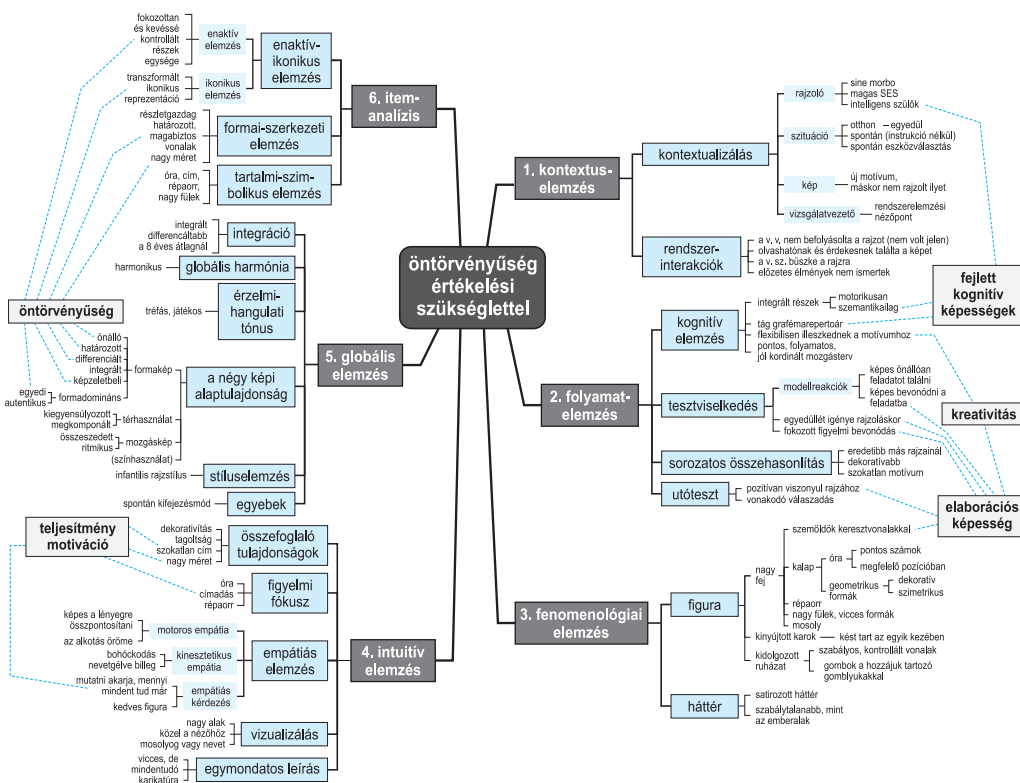 öntörvényűség
értékelési
szükséglettel
1. kontextus-
elemzés
kontextualizálás
rajzoló
sine morbo
magas SES
intelligens szülők
szituáció
otthon
egyedül
spontán (instrukció nélkül)
spontán eszközválasztás
kép
új motívum,
máskor nem rajzolt ilyet
vizsgálatvezető
rendszerelemzési
nézőpont
rendszer-
interakciók
a v, v, nem befolyásolta a rajzot (nem volt jelen)
olvashatónak és érdekesnek találta a képet
a v. sz. büszke a rajzra
előzetes élmények nem ismertek
fejlett
kognitív
képességek
2. folyamat-
elemzés
kognitív
elemzés
integrált részek
motorikusan
szemantikailag
tág grafémarepertoár
flexibilisen illeszkednek a motívumhoz
pontos, folyamatos,
jól kordinált mozgásterv
tesztviselkedés
modellreakciók
képes önállóan
feladatot találni
képes bevonódni a
feladatba
egyedüllét igénye rajzoláskor
fokozott figyelmi bevonódás
kreativitás
sorozatos összehasonlítás
eredetibb más rajzainál
dekoratívabb
szokatlan motívum
utóteszt
pozitívan viszonyul rajzához
vonakodó válaszadás
elaborációs
képesség
3. fenomenológiai
elemzés
figura
nagy
fej
szemöldök keresztvonalakkal
kalap
óra
pontos számok
megfelelő pozícióban
geometrikus
formák
dekoratív
szimetrikus
répaorr
nagy fülek, vicces formák
mosoly
kinyújtott karok
kést tart az egyik kezében
kidolgozott
ruházat
szabályos, kontrollált vonalak
gombok a hozzájuk tartozó
gomblyukakkal
háttér
satirozott háttér
szabálytalanabb, mint
az emberalak
4. intuitív
elemzés
összefoglaló
tulajdonságok
dekorativítás
tagoltság
szokatlan cím
nagy méret
teljesítmény
motiváció
figyelmi
fókusz
óra
címadás
répaorr
empátiás
elemzés
motoros empátia
képes a lényegre
összpontosítani
az alkotás öröme
kinesztetikus
empátia
bohóckodás
nevetgélve billeg
empátiás
kérdezés
mutatni akarja, mennyi
mindent tud már
kedves figura
vizualizálás
nagy alak
közel a nézőhöz
mosolyog vagy nevet
egymondatos leírás
vicces, de
mindentudó
karikatúra
5. globális
elemzés
integráció
integrált
differenciáltabb
a 8 éves átlagnál
globális harmónia
harmonikus
érzelmi-
hangulati
tónus
tréfás, játékos
a négy képi
alaptulajdonság
formakép
önálló
határozott
differenciált
integrált
képzeletbeli
formadomináns
egyedi
autentikus
térhasználat
kiegyensúlyozott
megkomponált
mozgáskép
összeszedett
ritmikus
(színhasználat)
stíluselemzés
infantilis rajzstílus
egyebek
spontán kifejezésmód
öntörvényűség
6. item-
analízis
enaktív-
ikonikus
elemzés
enaktív
elemzés
fokozottan
és kevéssé
kontrollált
részek
egysége
ikonikus
elemzés
transzformált
ikonikus
reprezentáció
formai-szerkezeti
elemzés
részletgazdag
határozott,
magabiztos
vonalak
nagy méret
tartalmi-szim-
bolikus elemzés
óra, cím,
répaorr,
nagy fülek